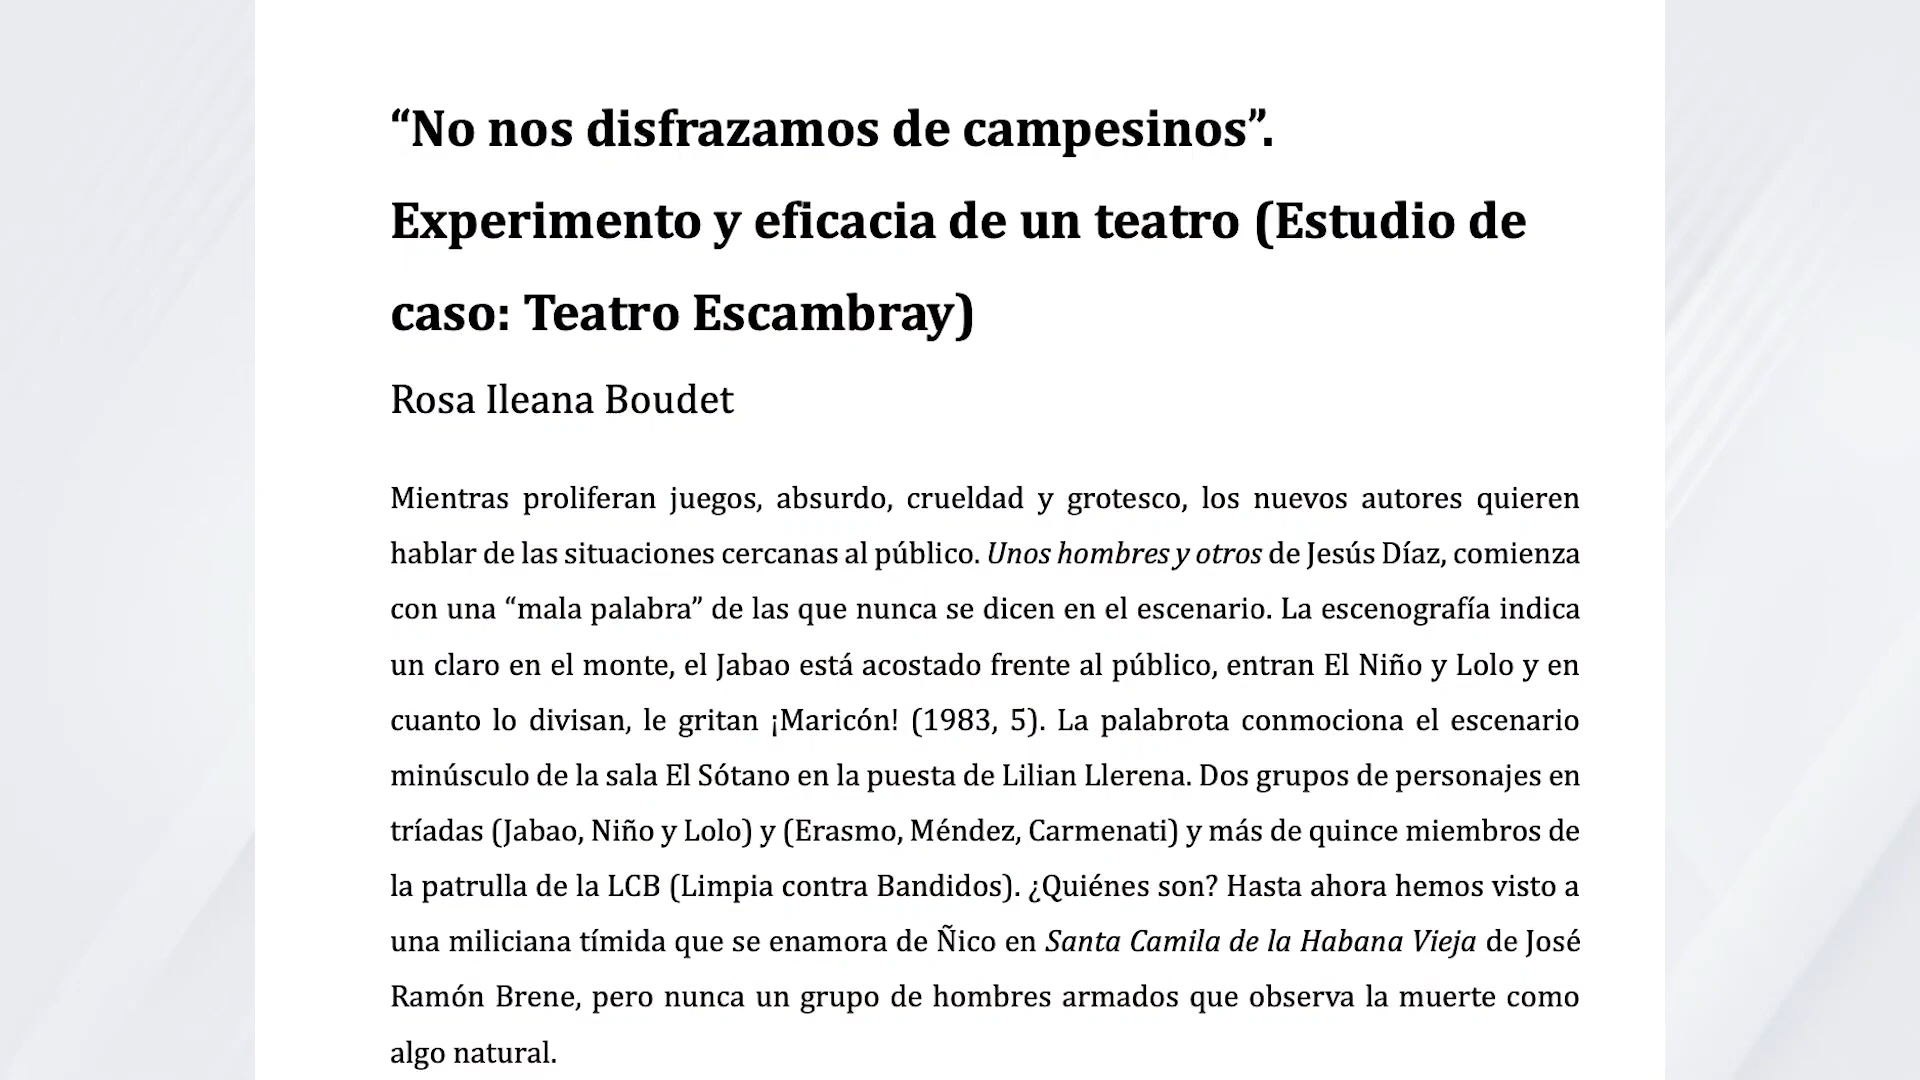 “No nos disfrazamos de campesinos”.
Experimento y eficacia de un teatro (Estudio de
caso: Teatro Escambray)
Rosa Ileana Boudet
Mientras proliferan juegos, absurdo, crueldad y grotesco, los nuevos autores quieren
hablar de las situaciones cercanas al público. Unos hombres y otros de Jesús Díaz, comienza
con una “mala palabra” de las que nunca se dicen en el escenario. La escenografía indica
un claro en el monte, el Jabao está acostado frente al público, entran El Niño y Lolo y en
cuanto lo divisan, le gritan ¡Maricón! (1983, 5). La palabrota conmociona el escenario
minúsculo de la sala El Sótano en la puesta de Lilian Llerena. Dos grupos de personajes en
tríadas (Jabao, Niño y Lolo) y (Erasmo, Méndez, Carmenati) y más de quince miembros de
la patrulla de la LCB (Limpia contra Bandidos). ¿Quiénes son? Hasta ahora hemos visto a
una miliciana tímida que se enamora de Ñico en Santa Camila de la Habana Vieja de José
Ramón Brene, pero nunca un grupo de hombres armados que observa la muerte como
algo natural.